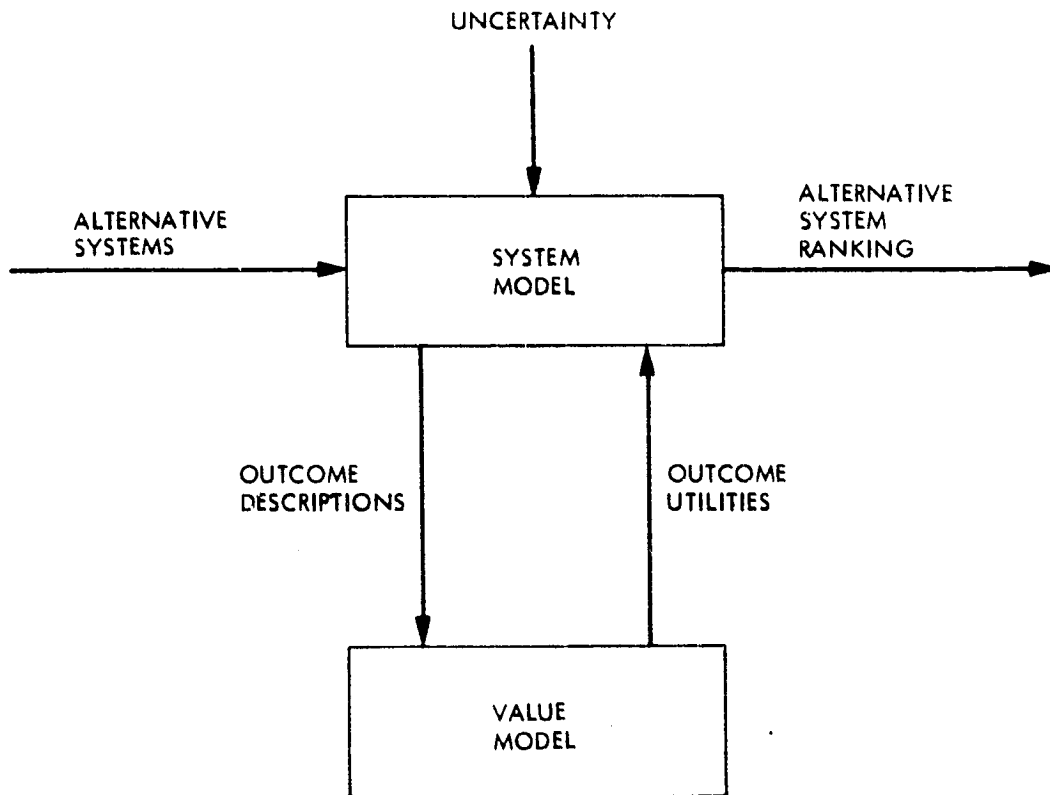 UNCERTAINTY
ALTERNATIVE
SYSTEMS
SYSTEM
MODEL
ALTERNATIVE
SYSTEM
RANKING
OUTCOME
DESCRIPTIONS
OUTCOME
UTILITIES
VALUE
MODEL